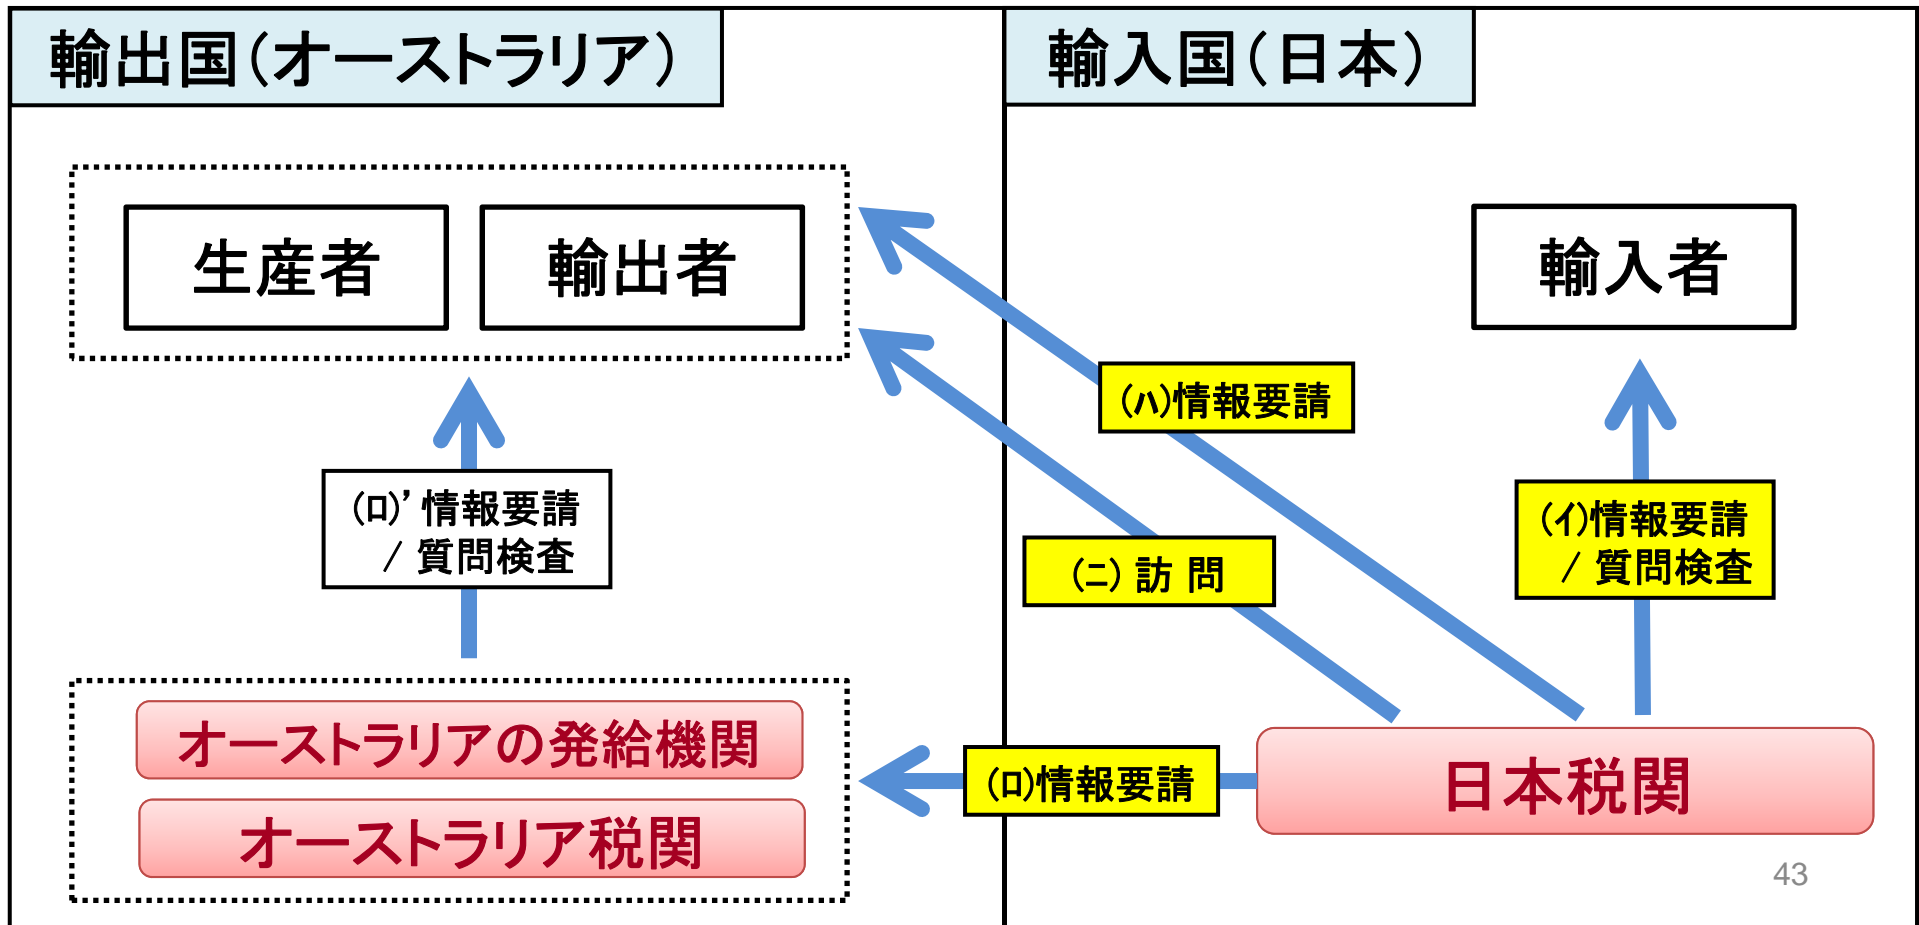 輸出国（オーストラリア）
輸入国（日本）
生産者
輸出者
輸入者
(ハ)情報要請
(ロ)’情報要請
/ 質問検査
(イ)情報要請
/ 質問検査
(ニ) 訪 問
オーストラリアの発給機関
オーストラリア税関
(ロ)情報要請
日本税関
43